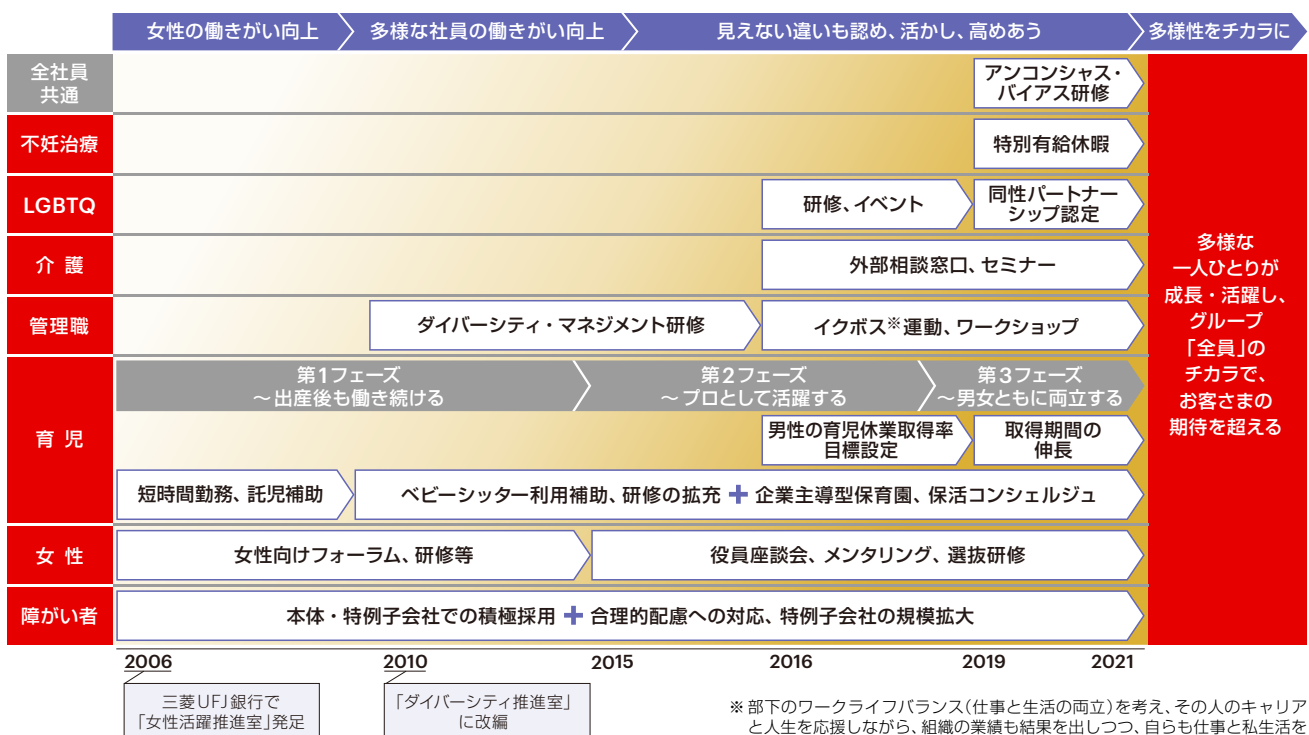 女性の働きがい向上
多様な社員の働きがい向上
見えない違いも認め、活かし、高めあう
多様性をチカラに
全社員
共通
アンコンシャス・
バイアス研修
不妊治療
特別有給休暇
LGBTQ
研修、イベント
同性パートナー
シップ認定
介 護
外部相談窓口、セミナー
管理職
ダイバーシティ・マネジメント研修
イクボス※運動、ワークショップ
育 児
第1フェーズ
～出産後も働き続ける
第2フェーズ
～プロとして活躍する
第3フェーズ
～男女ともに両立する
男性の育児休業取得率
目標設定
取得期間の
伸長
短時間勤務、託児補助
ベビーシッター利用補助、研修の拡充 + 企業主導型保育園、保活コンシェルジュ
女 性
女性向けフォーラム、研修等
役員座談会、メンタリング、選抜研修
障がい者
本体・特例子会社での積極採用 + 合理的配慮への対応、特例子会社の規模拡大
多様な
一人ひとりが
成長・活躍し、
グループ
「全員」の
チカラで、
お客さまの
期待を超える
2006
2010
2015
2016
2019
2021
三菱UFJ銀行で
「女性活躍推進室」発足
「ダイバーシティ推進室」
に改編
※ 部下のワークライフバランス(仕事と生活の両立)を考え、その人のキャリア
と人生を応援しながら、組織の業績も結果を出しつつ、自らも仕事と私生活を